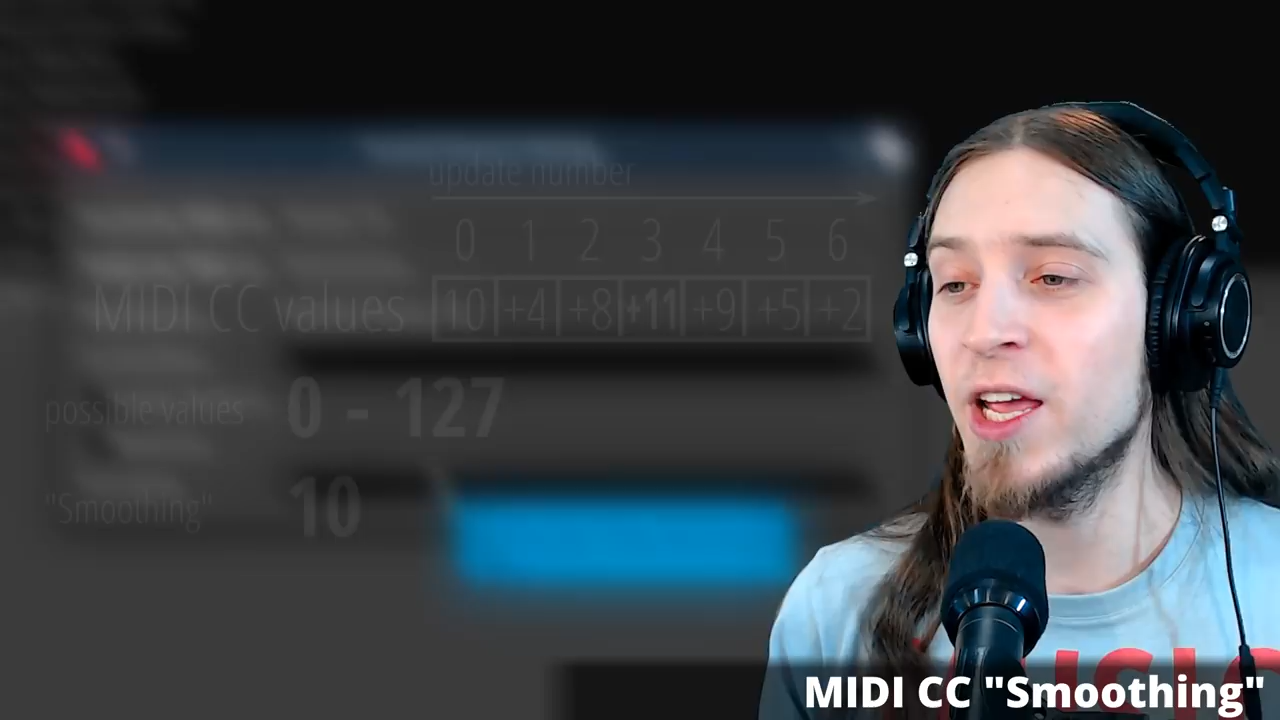 update number
0 1 2 3 4 5 6
MIDI CC values 10 +4 +8 +11 +9 +5 +2
possible values 0 - 127
"Smoothing" 10
MIDI CC "Smoothing"